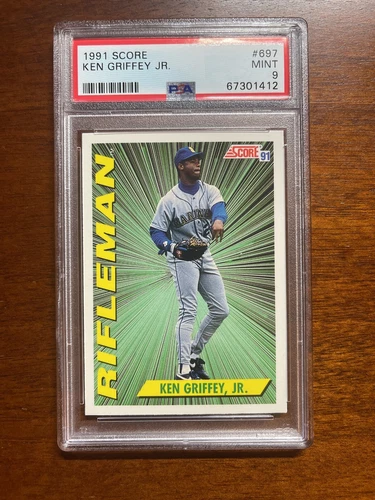 1991 SCORE #697
KEN GRIFFEY JR. MINT
9
PSA 67301412
SCORE
91
RIFLEMAN
KEN GRIFFEY, JR.